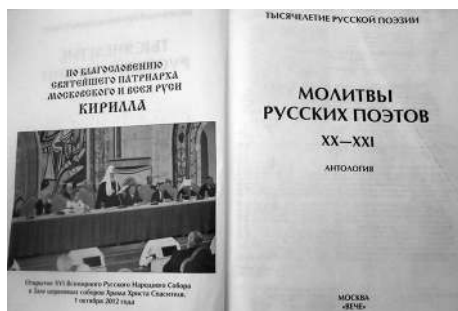 ПО БЛАГОСЛОВЕНИЮ
СВЯТЕЙШЕГО ПАТРИАРХА
МОСКОВСКОГО И ВСЕЯ РУСИ
КИРИЛЛА
Открытие XVI Всемирного Русского Народного Собора
в Зале церковных соборов Храма Христа Спасителя.
1 октября 2012 года
ТЫСЯЧЕЛЕТИЕ РУССКОЙ ПОЭЗИИ
МОЛИТВЫ
РУССКИХ ПОЭТОВ
XX—XXI
АНТОЛОГИЯ
МОСКВА
«ВЕЧЕ»